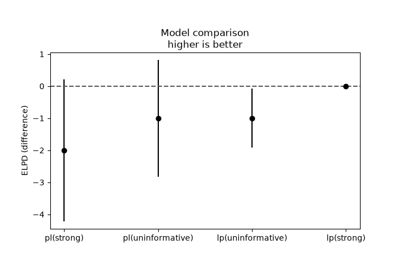 Model comparison
higher is better
ELPD (difference)
1
0
−1
−2
−3
−4
pl(strong)
pl(uninformative)
lp(uninformative)
lp(strong)